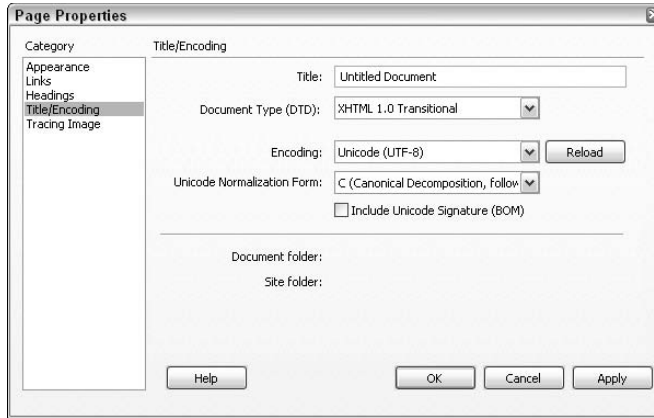 Page Properties
Category
Appearance
Links
Headings
Title/Encoding
Tracing Image
Title/Encoding
Title: Untitled Document
Document Type (DTD): XHTML 1.0 Transitional
Encoding: Unicode (UTF-8) Reload
Unicode Normalization Form: C (Canonical Decomposition, follow
Include Unicode Signature (BOM)
Document folder:
Site folder:
Help OK Cancel Apply